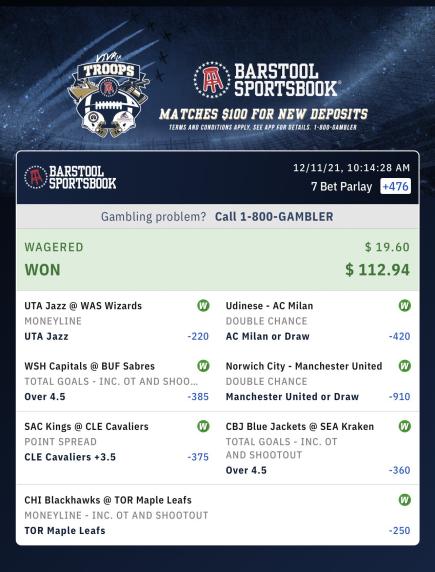 VIVA!
TROOPS
BARSTOOL
SPORTSBOOK®
MATCHES $100 FOR NEW DEPOSITS
TERMS AND CONDITIONS APPLY. SEE APP FOR DETAILS. 1-800-GAMBLER
BARSTOOL
SPORTSBOOK
12/11/21, 10:14:28 AM
7 Bet Parlay +476
Gambling problem? Call 1-800-GAMBLER
WAGERED $ 19.60
WON $ 112.94
UTA Jazz @ WAS Wizards W
MONEYLINE
UTA Jazz -220
Udinese - AC Milan W
DOUBLE CHANCE
AC Milan or Draw -420
WSH Capitals @ BUF Sabres W
TOTAL GOALS - INC. OT AND SHOO...
Over 4.5 -385
Norwich City - Manchester United W
DOUBLE CHANCE
Manchester United or Draw -910
SAC Kings @ CLE Cavaliers W
POINT SPREAD
CLE Cavaliers +3.5 -375
CBJ Blue Jackets @ SEA Kraken W
TOTAL GOALS - INC. OT
AND SHOOTOUT
Over 4.5 -360
CHI Blackhawks @ TOR Maple Leafs W
MONEYLINE - INC. OT AND SHOOTOUT
TOR Maple Leafs -250